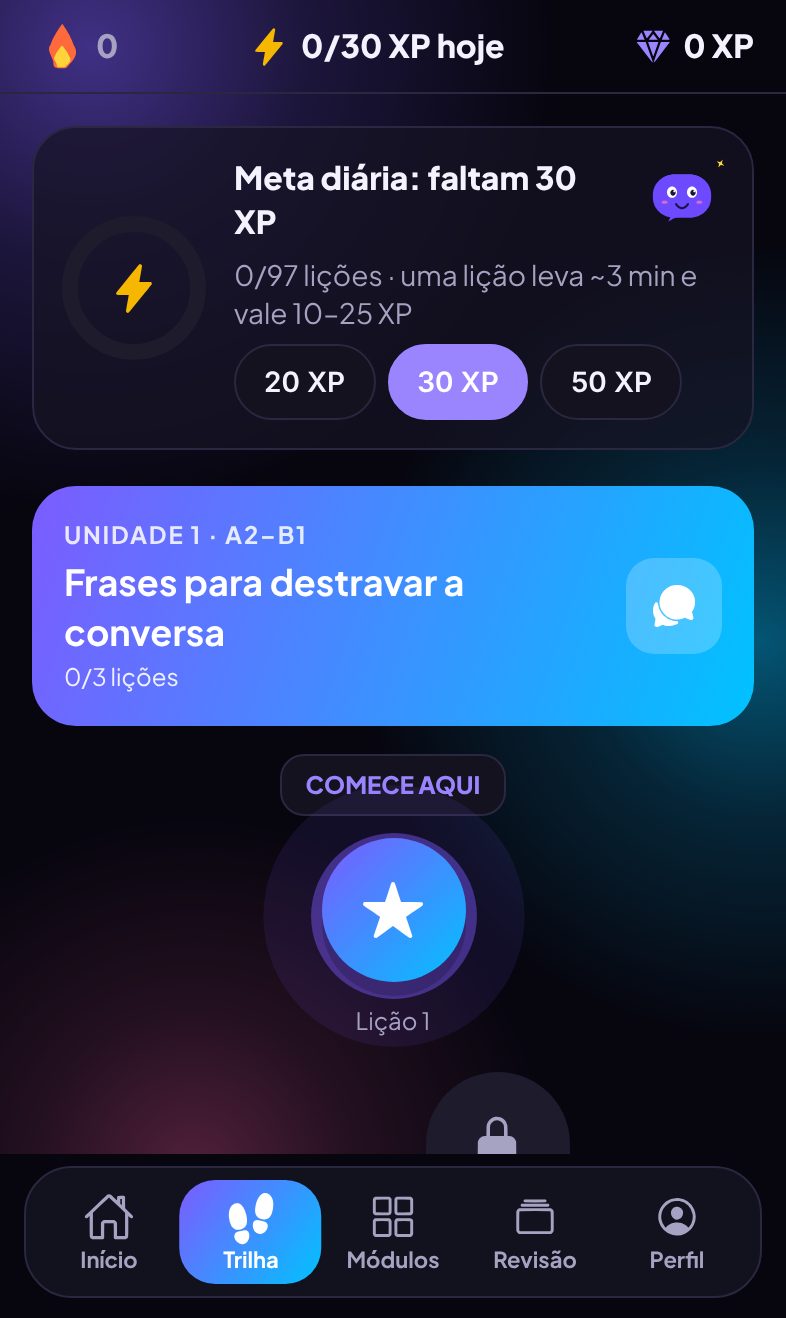 0
0/30 XP hoje
0 XP
Meta diária: faltam 30
XP
0/97 lições · uma lição leva ~3 min e
vale 10–25 XP
20 XP
30 XP
50 XP
UNIDADE 1 · A2–B1
Frases para destravar a
conversa
0/3 lições
COMECE AQUI
Lição 1
Início
Trilha
Módulos
Revisão
Perfil